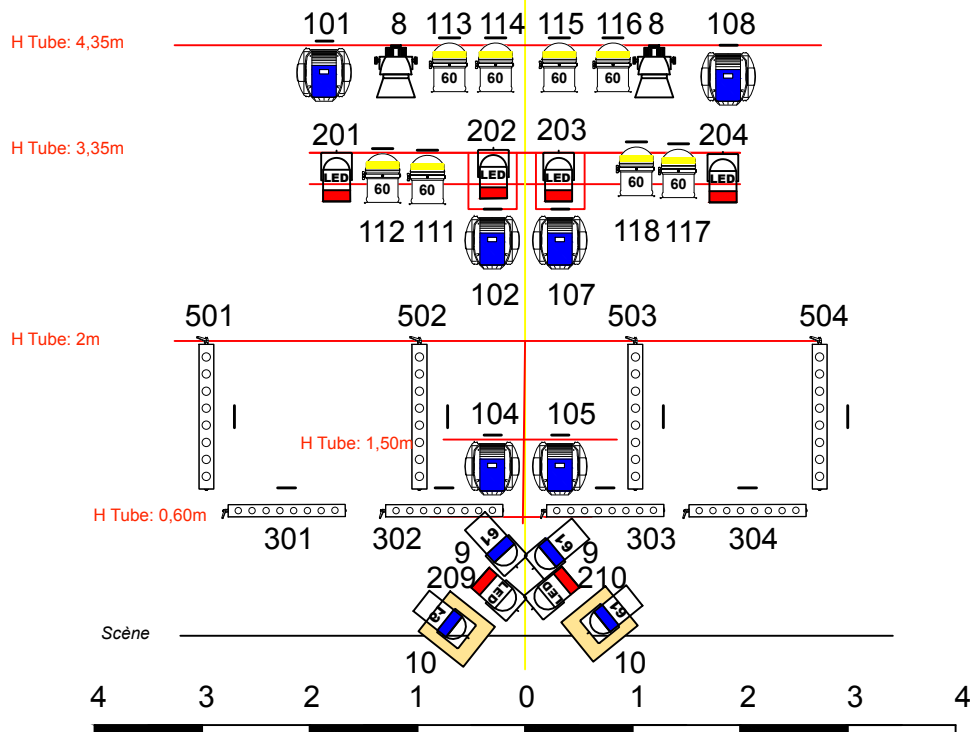 101 8 113 114 115 116 8 108
H Tube: 4,35m
60 60 60 60
201 202 203 204
H Tube: 3,35m
LED 60 60 LED LED 60 60 LED
112 111 118 117
102 107
501 502 503 504
H Tube: 2m
104 105
H Tube: 1,50m
H Tube: 0,60m
301 302 303 304
61 61
9 9
209 210
LED LED
61
Scène
10 10
4 3 2 1 0 1 2 3 4